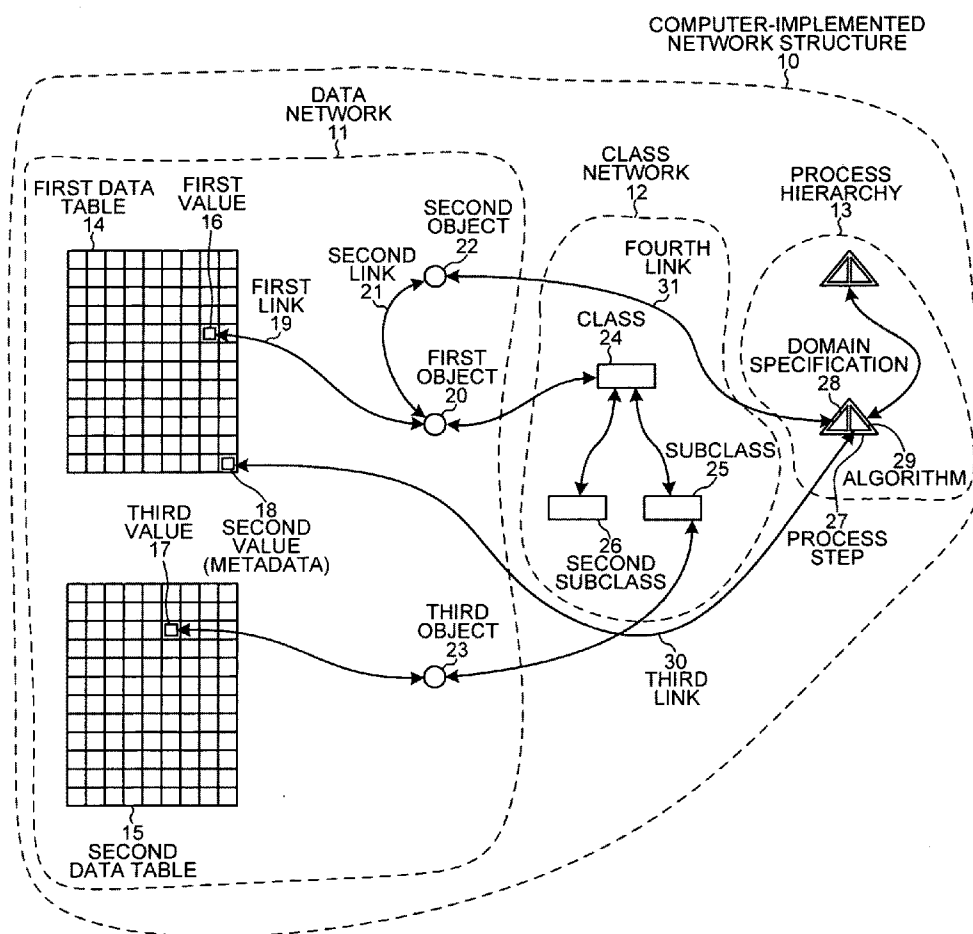 COMPUTER-IMPLEMENTED
NETWORK STRUCTURE
10
DATA
NETWORK
11
CLASS
NETWORK
12
PROCESS
HIERARCHY
13
FIRST DATA
TABLE
14
FIRST
VALUE
16
SECOND
OBJECT
22
SECOND
LINK
21
FIRST
LINK
19
FOURTH
LINK
31
CLASS
24
DOMAIN
SPECIFICATION
28
FIRST
OBJECT
20
SUBCLASS
25
29
ALGORITHM
27
PROCESS
STEP
THIRD
VALUE
17
18
SECOND
VALUE
(METADATA)
26
SECOND
SUBCLASS
THIRD
OBJECT
23
30
THIRD
LINK
15
SECOND
DATA TABLE